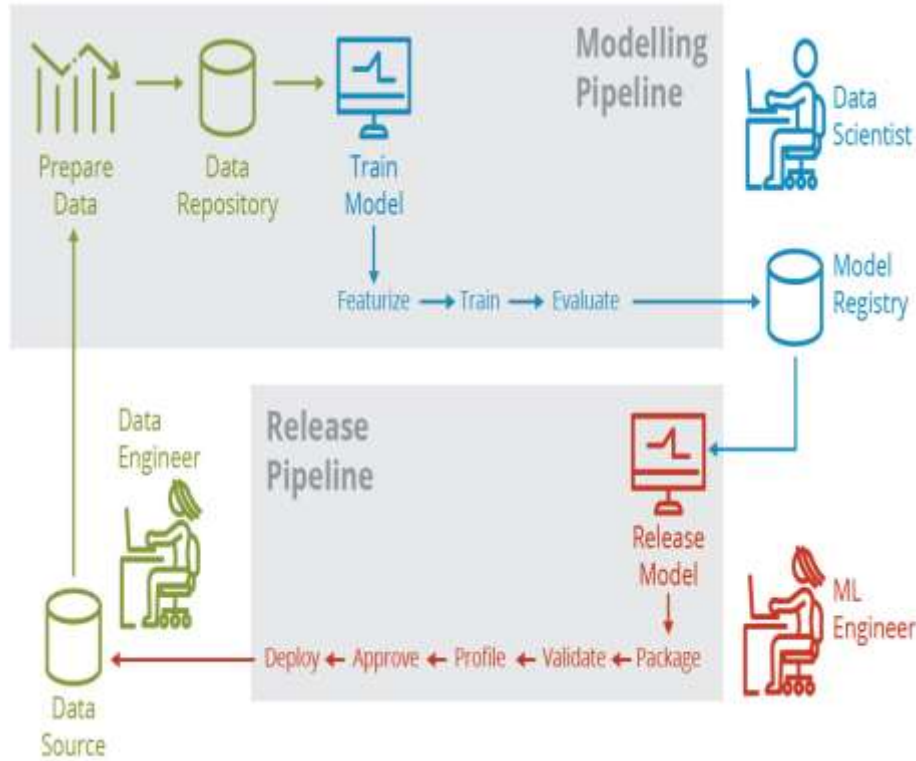 Modelling
Pipeline
Prepare
Data
Data
Repository
Train
Model
Data
Scientist
Featurize
Train
Evaluate
Model
Registry
Data
Engineer
Release
Pipeline
Release
Model
ML
Engineer
Deploy
Approve
Profile
Validate
Package
Data
Source